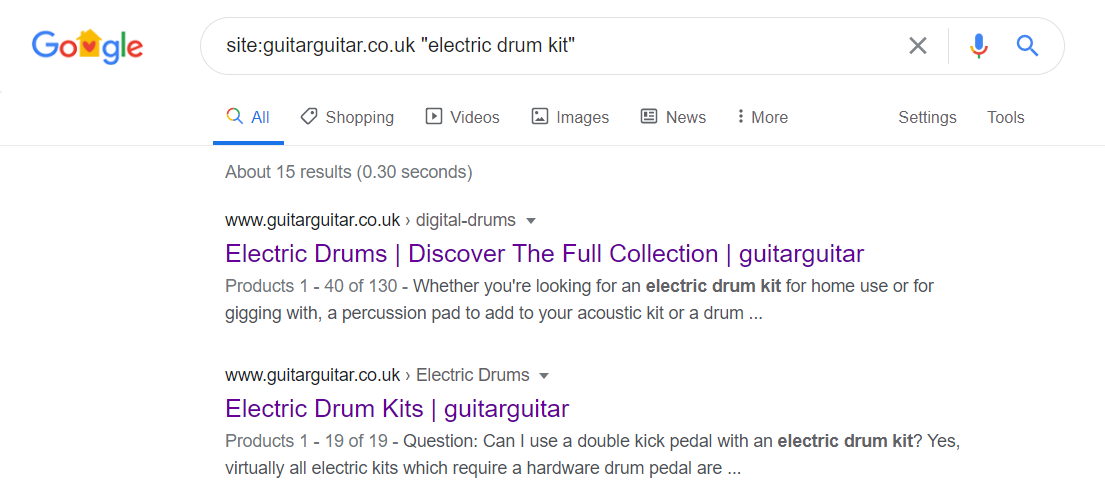 Google
site:guitarguitar.co.uk "electric drum kit"
All Shopping Videos Images News More Settings Tools
About 15 results (0.30 seconds)
www.guitarguitar.co.uk › digital-drums
Electric Drums | Discover The Full Collection | guitarguitar
Products 1 - 40 of 130 - Whether you're looking for an electric drum kit for home use or for
gigging with, a percussion pad to add to your acoustic kit or a drum ...
www.guitarguitar.co.uk › Electric Drums
Electric Drum Kits | guitarguitar
Products 1 - 19 of 19 - Question: Can I use a double kick pedal with an electric drum kit? Yes,
virtually all electric kits which require a hardware drum pedal are ...